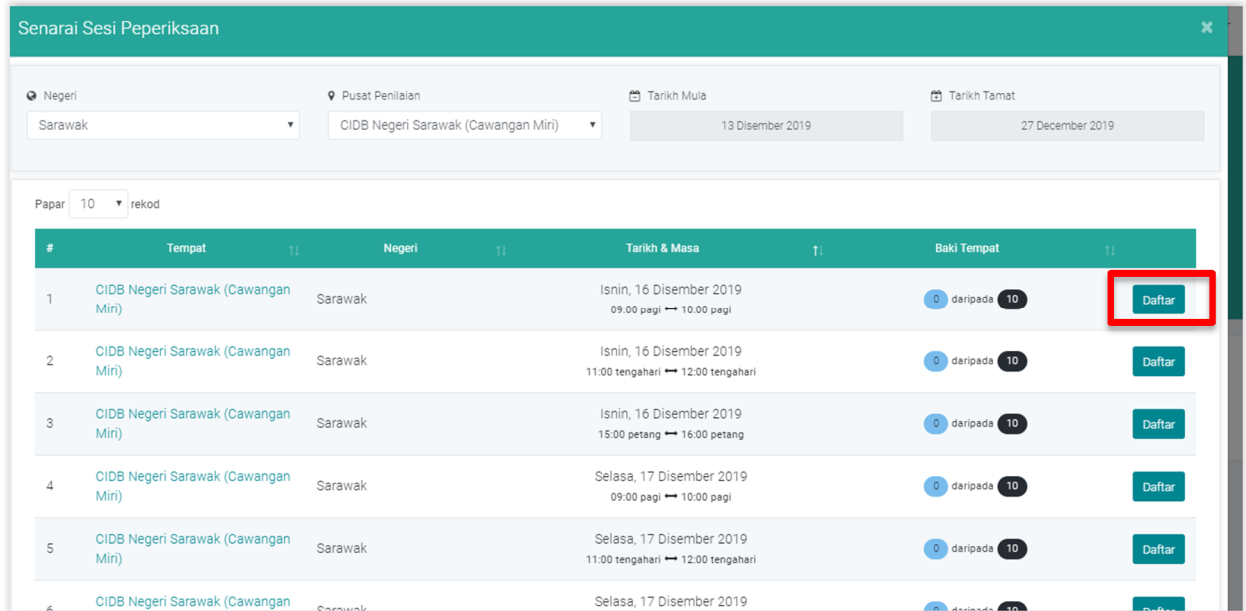 Senarai Sesi Peperiksaan
Negeri
Pusat Penilaian
Tarikh Mula
Tarikh Tamat
Sarawak
CIDB Negeri Sarawak (Cawangan Miri)
13 Disember 2019
27 December 2019
Papar 10 rekod
# Tempat Negeri Tarikh & Masa Baki Tempat
1 CIDB Negeri Sarawak (Cawangan
Miri)
Sarawak
Isnin, 16 Disember 2019
09:00 pagi ↔ 10:00 pagi
0 daripada 10
Daftar
2 CIDB Negeri Sarawak (Cawangan
Miri)
Sarawak
Isnin, 16 Disember 2019
11:00 tengahari ↔ 12:00 tengahari
0 daripada 10
Daftar
3 CIDB Negeri Sarawak (Cawangan
Miri)
Sarawak
Isnin, 16 Disember 2019
15:00 petang ↔ 16:00 petang
0 daripada 10
Daftar
4 CIDB Negeri Sarawak (Cawangan
Miri)
Sarawak
Selasa, 17 Disember 2019
09:00 pagi ↔ 10:00 pagi
0 daripada 10
Daftar
5 CIDB Negeri Sarawak (Cawangan
Miri)
Sarawak
Selasa, 17 Disember 2019
11:00 tengahari ↔ 12:00 tengahari
0 daripada 10
Daftar
6 CIDB Negeri Sarawak (Cawangan
Sarawak
Selasa, 17 Disember 2019
0 daripada 10
Daftar